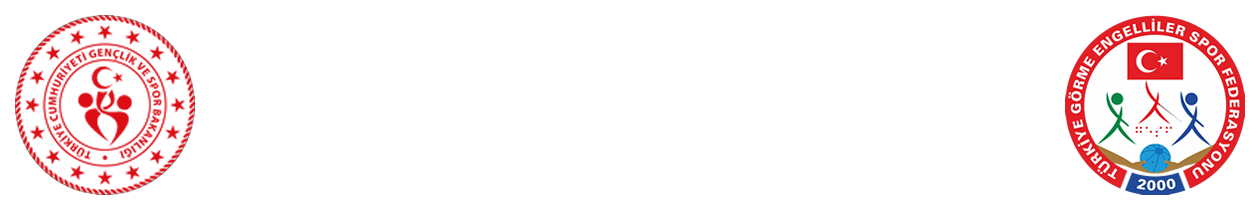 TÜRKİYE CUMHURİYETİ GENÇLİK VE SPOR BAKANLIĞI
TÜRKİYE GÖRME ENGELLİLER SPOR FEDERASYONU
2000